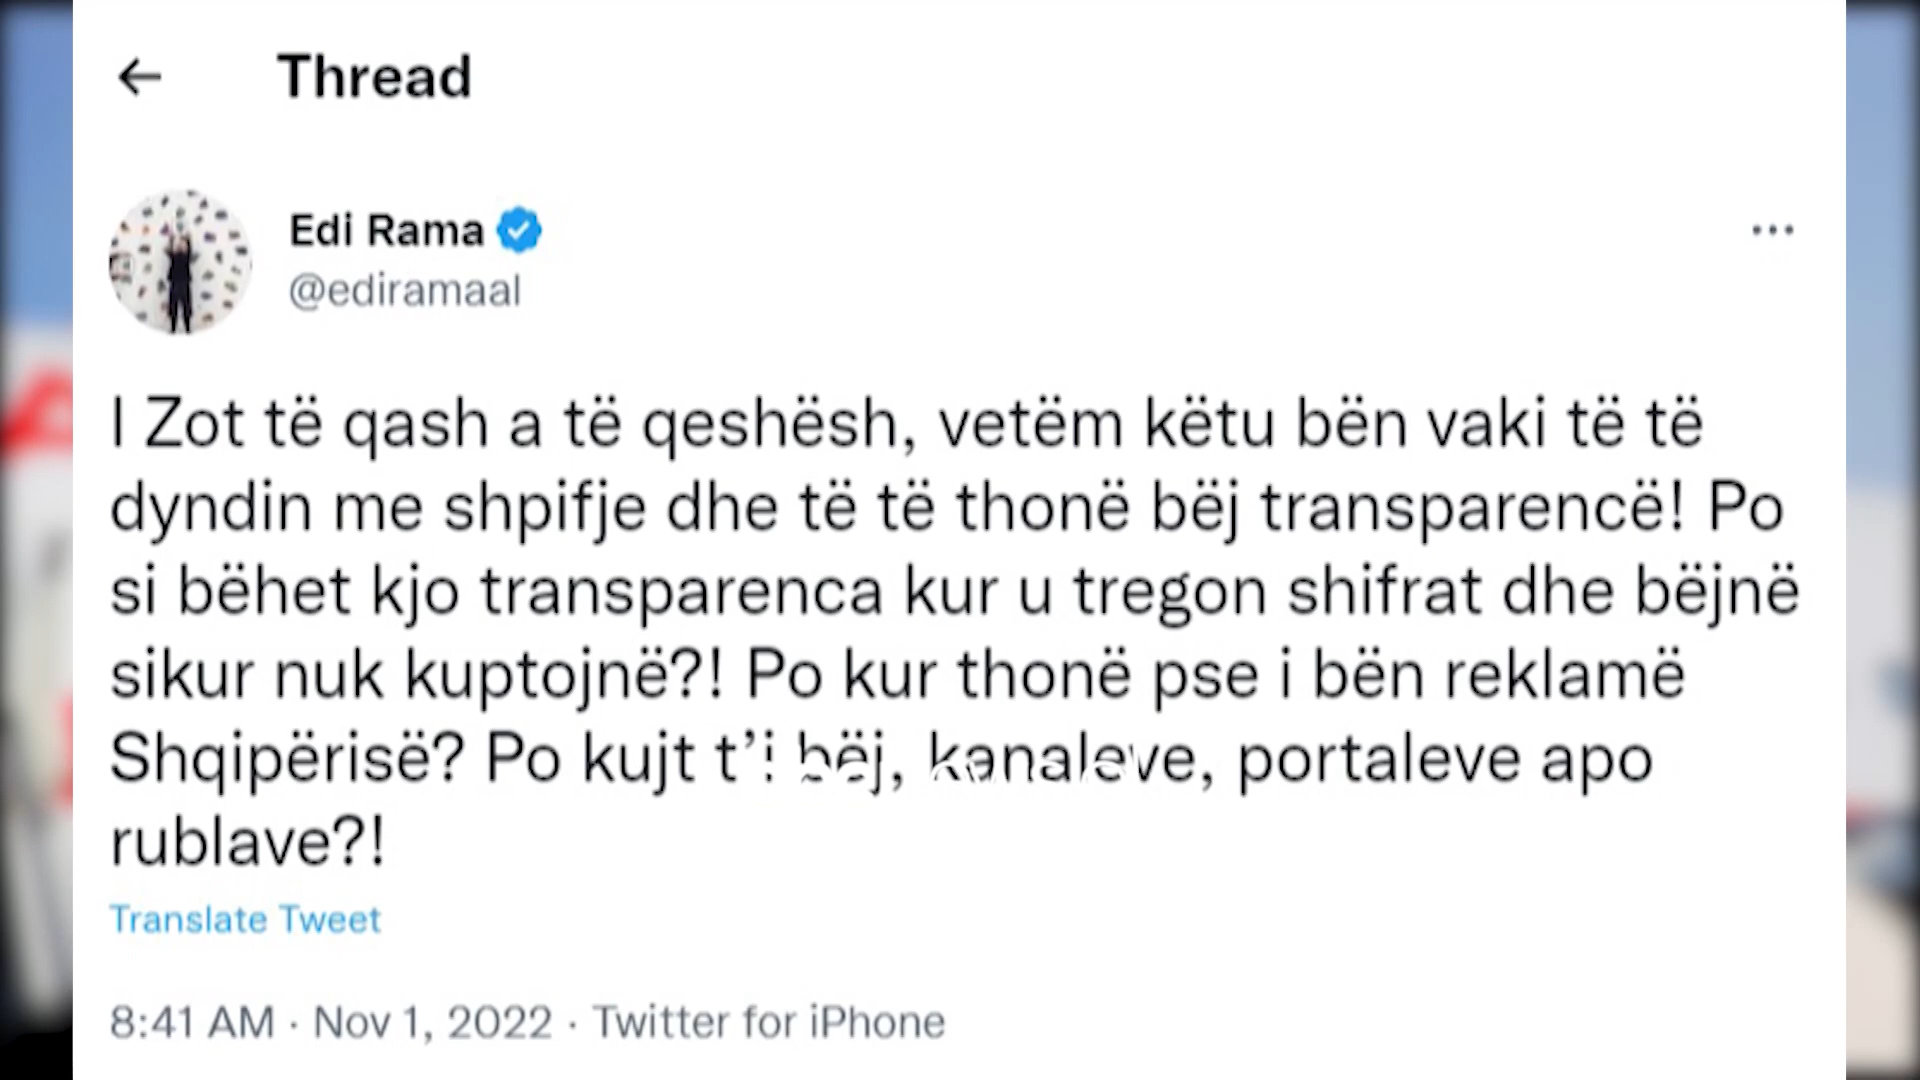 Thread
Edi Rama
@ediramaal
I Zot të qash a të qeshësh, vetëm këtu bën vaki të të
dyndin me shpifje dhe të të thonë bëj transparencë! Po
si bëhet kjo transparenca kur u tregon shifrat dhe bëjnë
sikur nuk kuptojnë?! Po kur thonë pse i bën reklamë
Shqipërisë? Po kujt t’i bëj, kanaleve, portaleve apo
rublave?!
Translate Tweet
8:41 AM · Nov 1, 2022 · Twitter for iPhone